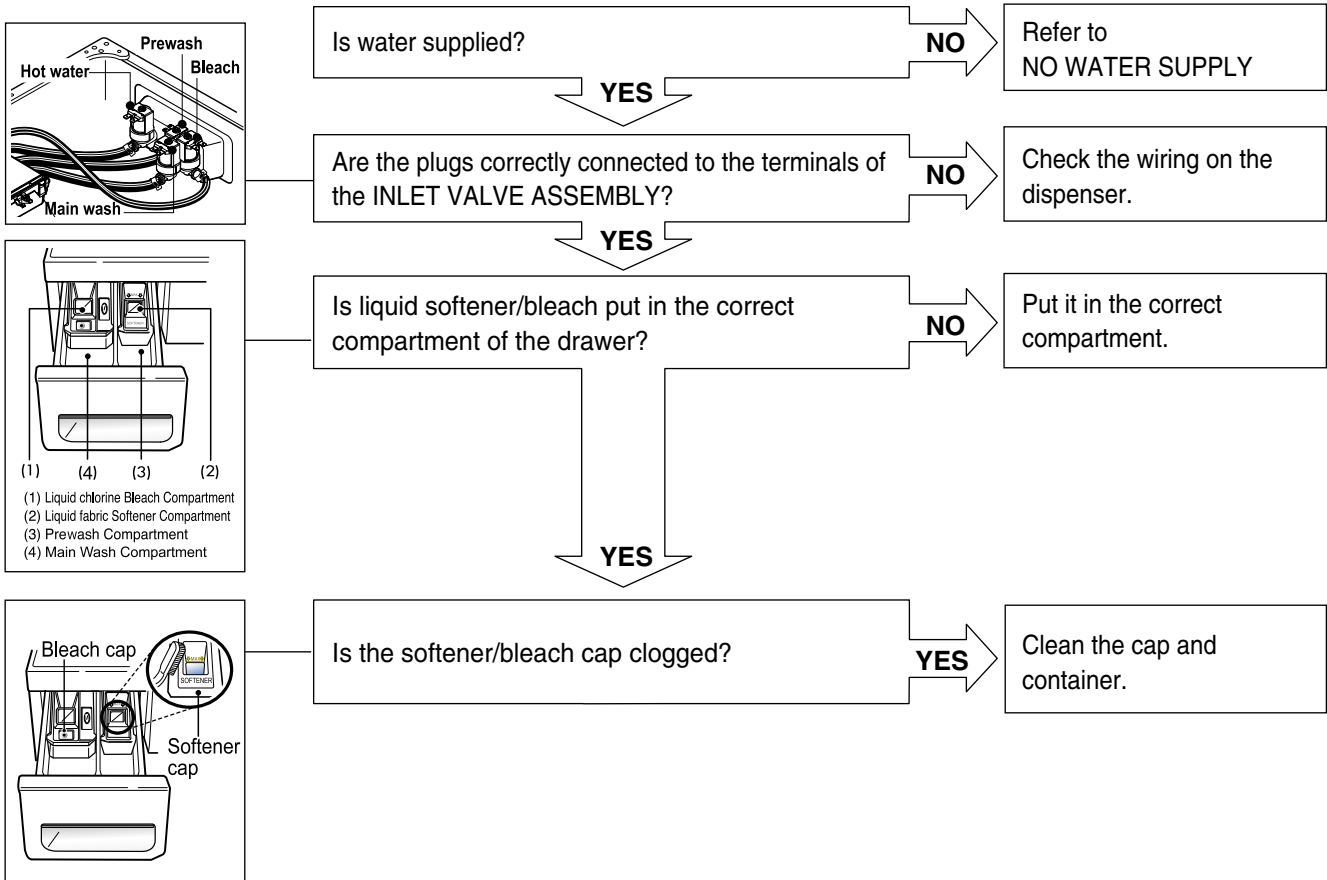 Prewash
Hot water
Bleach
Main wash
Is water supplied?
NO
Refer to
NO WATER SUPPLY
YES
Are the plugs correctly connected to the terminals of
the INLET VALVE ASSEMBLY?
NO
Check the wiring on the
dispenser.
YES
(1) (4) (3) (2)
(1) Liquid chlorine Bleach Compartment
(2) Liquid fabric Softener Compartment
(3) Prewash Compartment
(4) Main Wash Compartment
Is liquid softener/bleach put in the correct
compartment of the drawer?
NO
Put it in the correct
compartment.
YES
Bleach cap
SOFTENER
Softener
cap
Is the softener/bleach cap clogged?
YES
Clean the cap and
container.